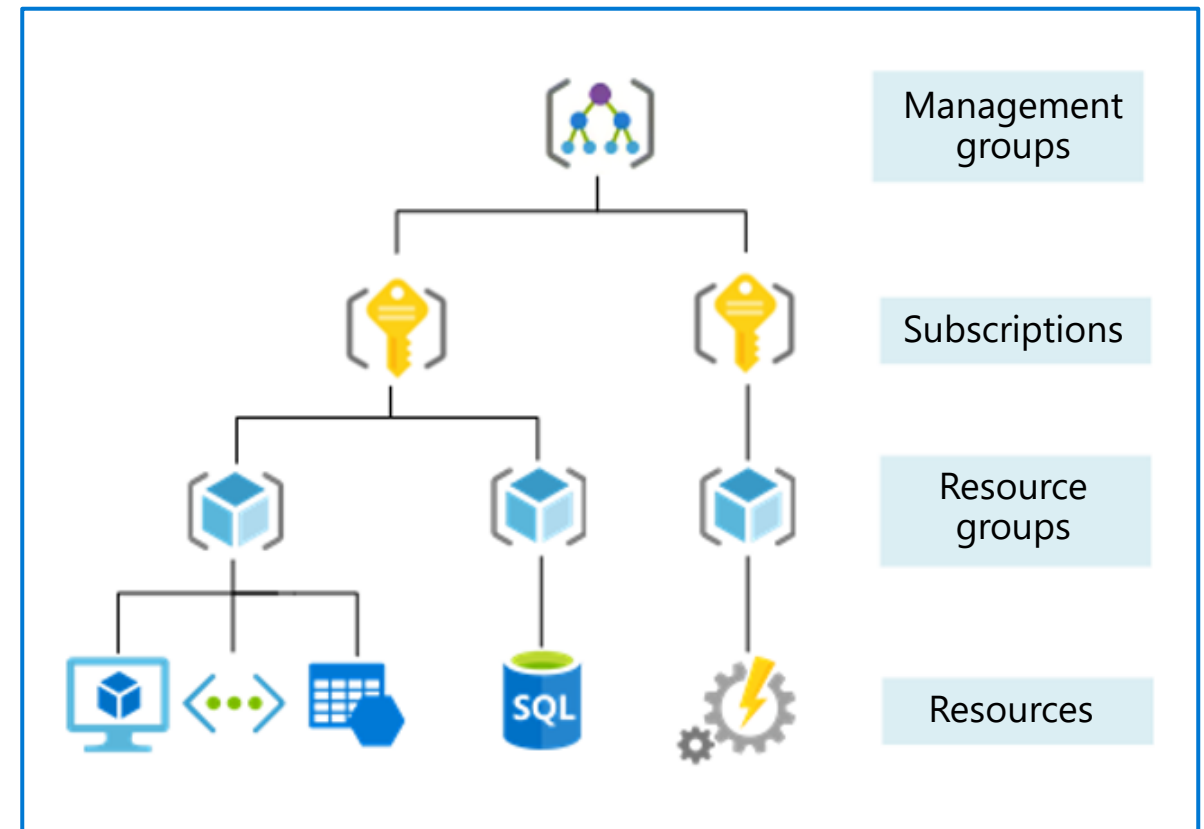 Management
groups
Subscriptions
Resource
groups
SQL
Resources